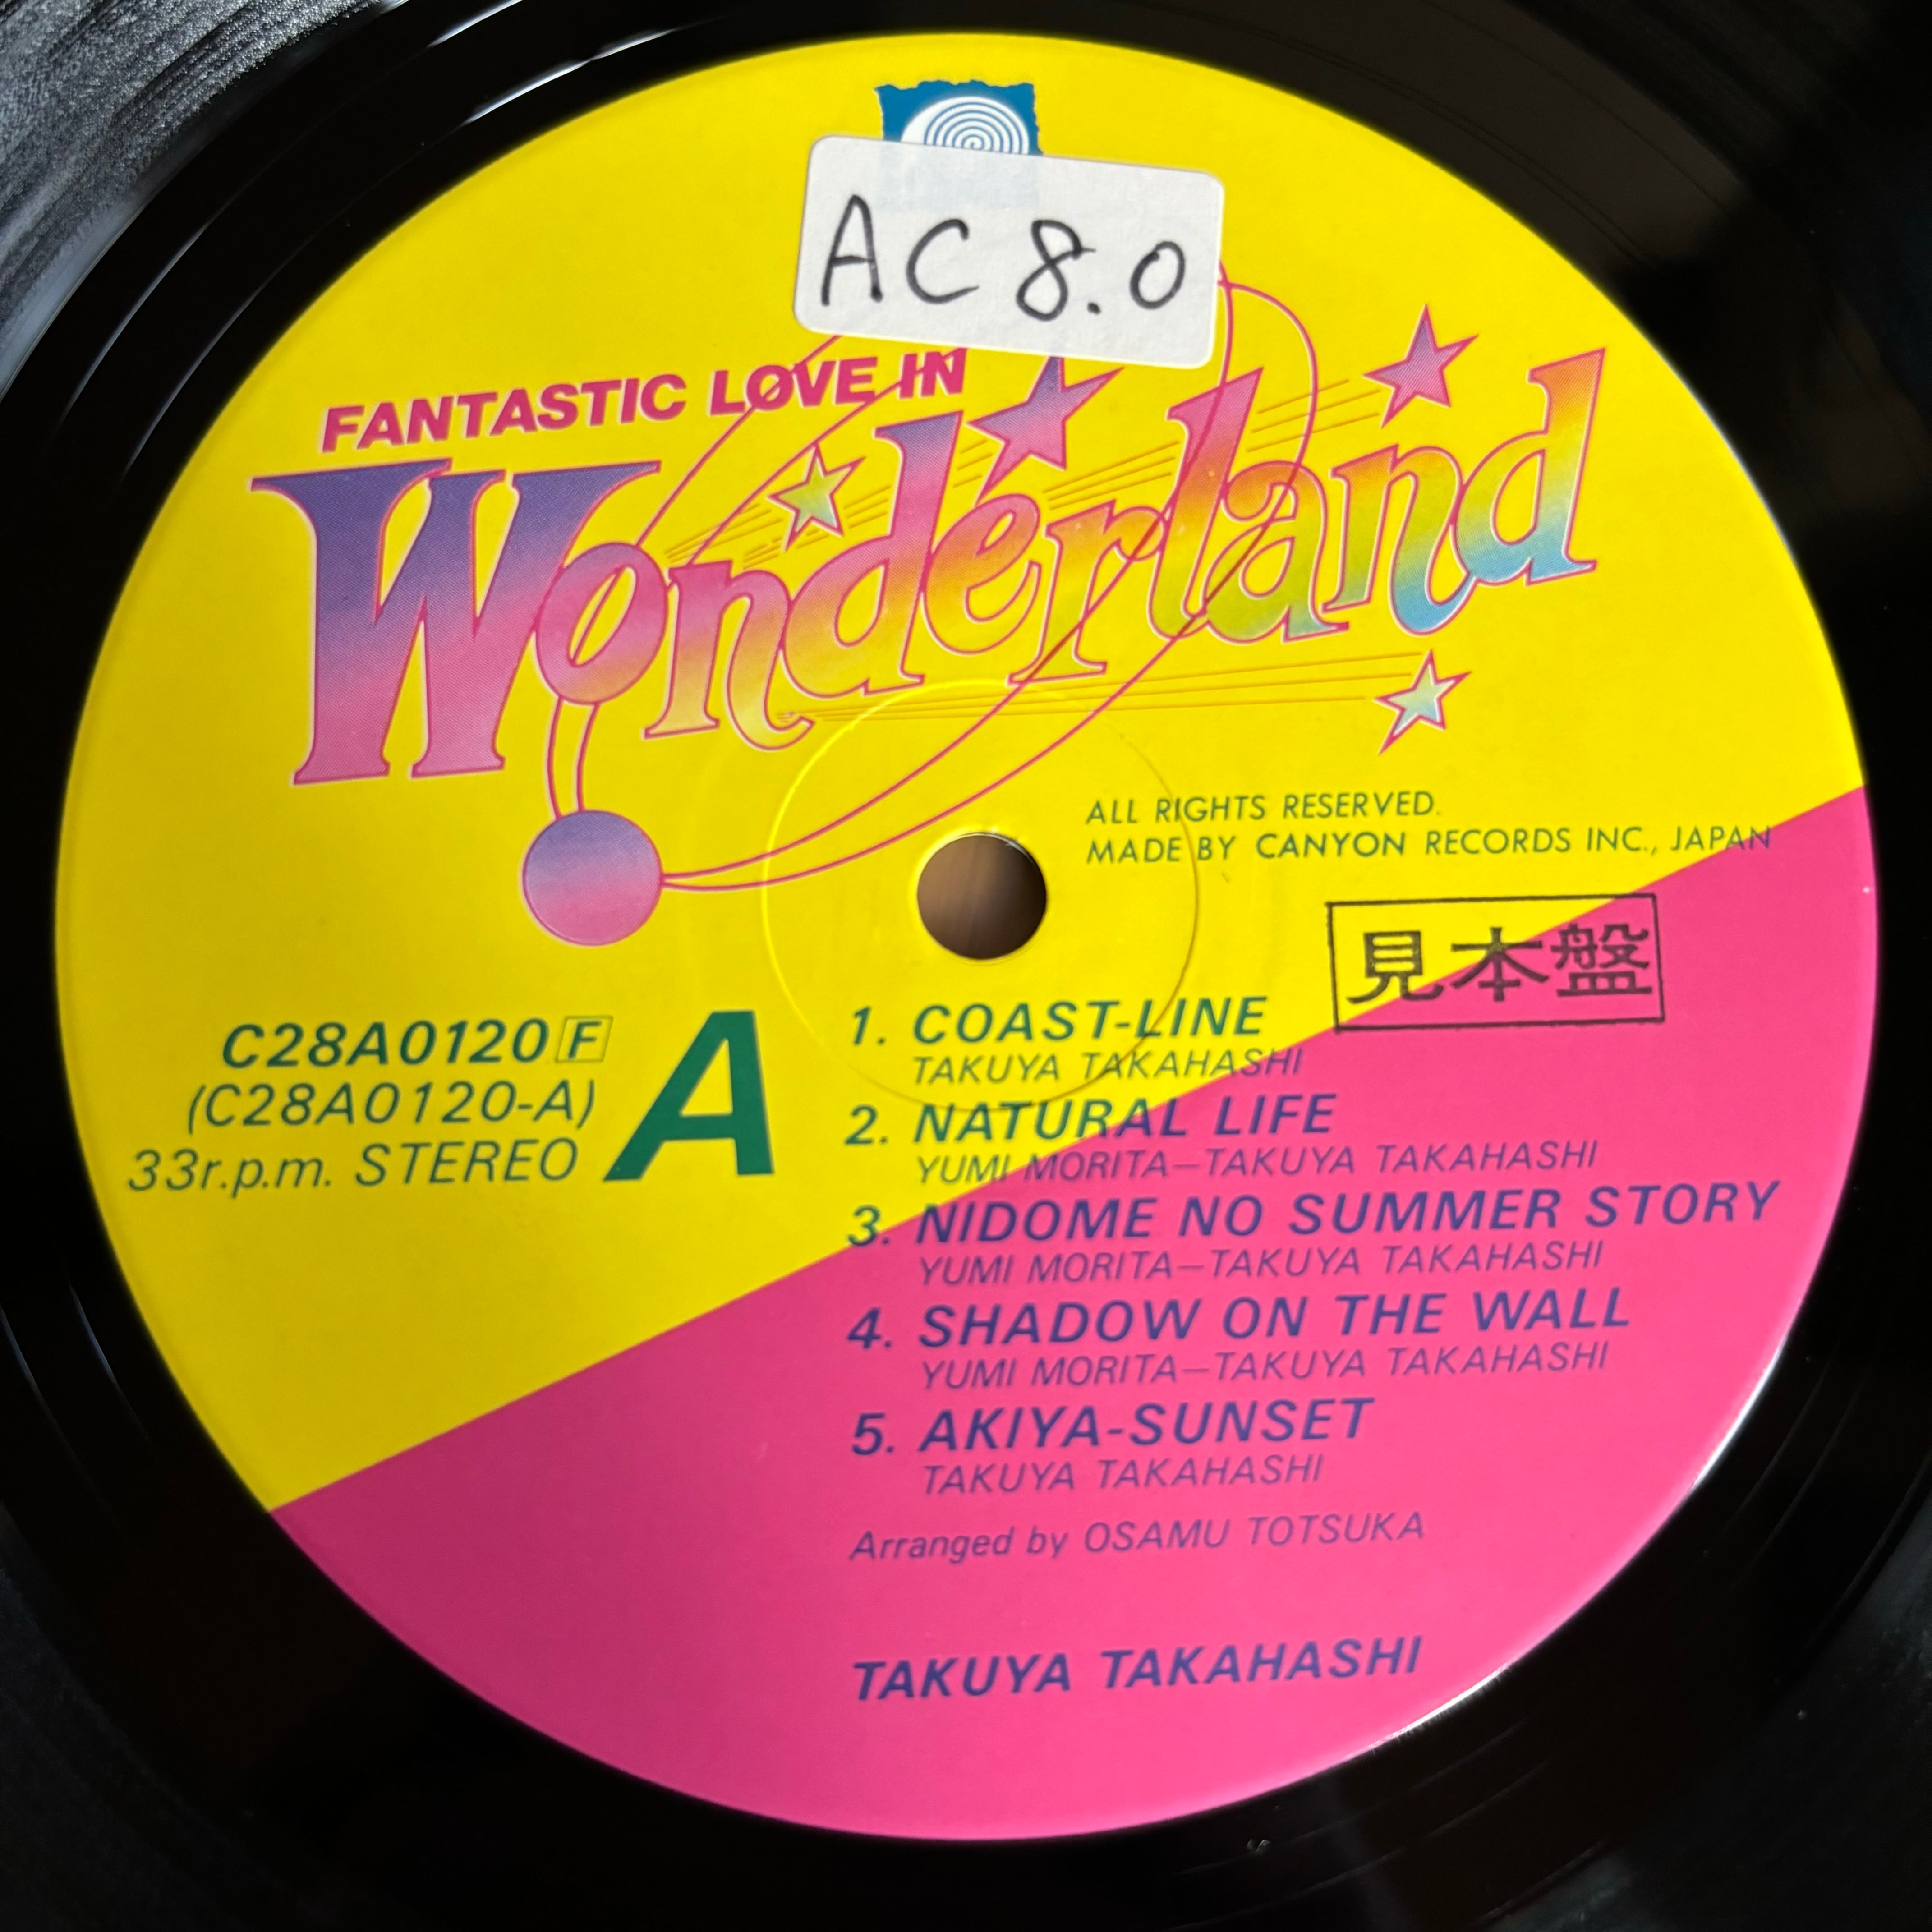 AC 8.0
FANTASTIC LOVE IN
Wonderland
ALL RIGHTS RESERVED.
MADE BY CANYON RECORDS INC., JAPAN
見本盤
C28A0120 F
(C28A0120-A)
33r.p.m. STEREO
A
1. COAST-LINE
TAKUYA TAKAHASHI
2. NATURAL LIFE
YUMI MORITA–TAKUYA TAKAHASHI
3. NIDOME NO SUMMER STORY
YUMI MORITA–TAKUYA TAKAHASHI
4. SHADOW ON THE WALL
YUMI MORITA–TAKUYA TAKAHASHI
5. AKIYA-SUNSET
TAKUYA TAKAHASHI
Arranged by OSAMU TOTSUKA
TAKUYA TAKAHASHI